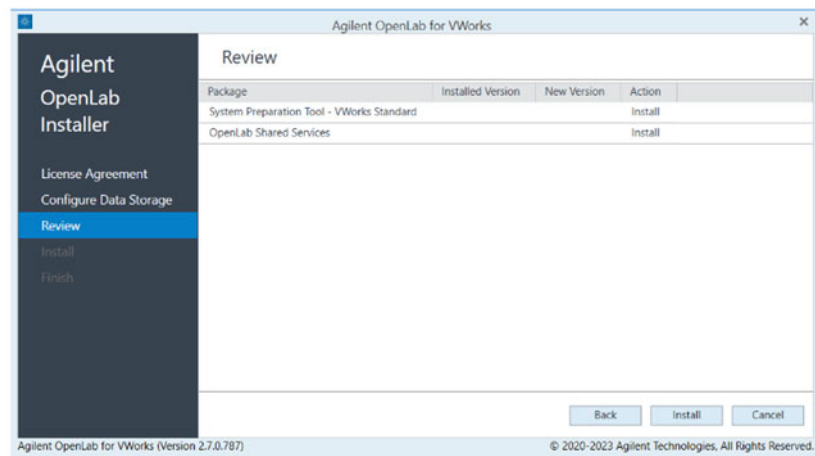 Agilent OpenLab for VWorks
Agilent
OpenLab
Installer
License Agreement
Configure Data Storage
Review
Install
Finish
Review
Package Installed Version New Version Action
System Preparation Tool - VWorks Standard Install
OpenLab Shared Services Install
Back Install Cancel
Agilent OpenLab for VWorks (Version 2.7.0.787) © 2020-2023 Agilent Technologies, All Rights Reserved.